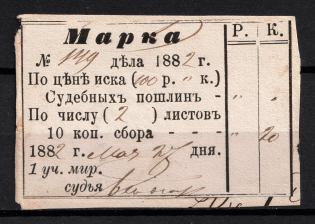 Марка Р. К.
№ 149 дѣла 1882 г.
По цѣнѣ иска (100 р. " к.)
Судебныхъ пошлинъ - " "
По числу ( 2 ) листовъ
10 коп. сбора - - - - " 20
1882 г. Мая 27 дня.
1 уч. мир.
судья